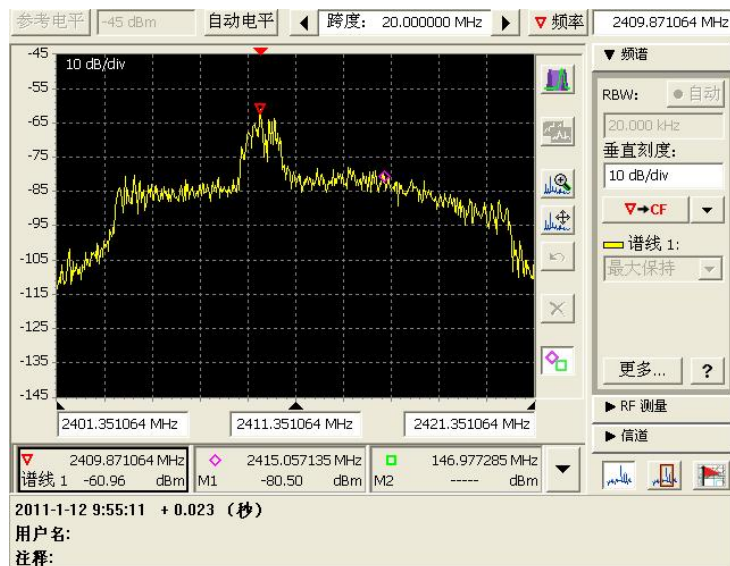 参考电平 -45 dBm 自动电平 跨度: 20.000000 MHz 频率 2409.871064 MHz
-45
10 dB/div
-55
-65
-75
-85
-95
-105
-115
-125
-135
-145
2401.351064 MHz 2411.351064 MHz 2421.351064 MHz
频谱
RBW: 自动
20.000 kHz
垂直刻度:
10 dB/div
→CF
谱线 1:
最大保持
更多... ?
RF 测量
信道
2409.871064 MHz 2415.057135 MHz 146.977285 MHz
谱线 1 -60.96 dBm M1 -80.50 dBm M2 ----- dBm
2011-1-12 9:55:11 + 0.023 (秒)
用户名:
注释: